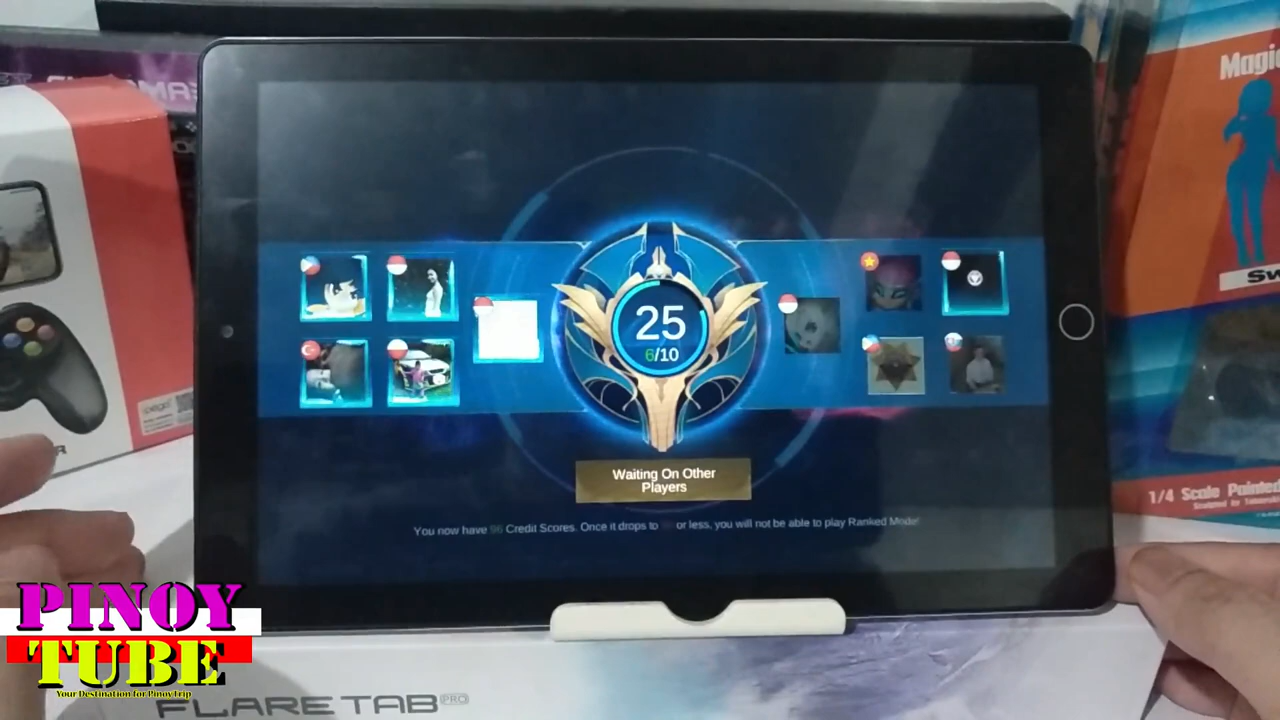 Magic
25
6/10
Waiting On Other
Players
You now have 96 Credit Scores. Once it drops to or less, you will not be able to play Ranked Mode!
ipega
1/4 Scale Painted
PINOY
TUBE
Your Destination for PinoyTrip
FLARE TAB PRO